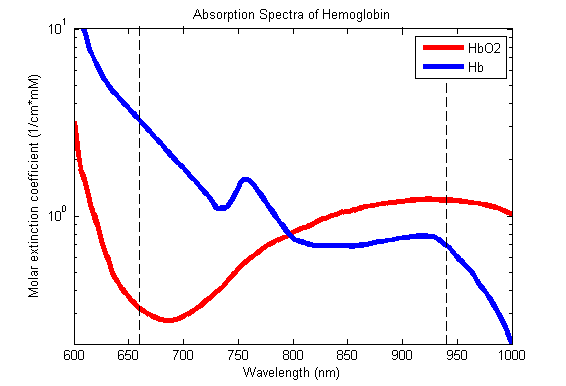 Absorption Spectra of Hemoglobin
HbO2
Hb
Molar extinction coefficient (1/cm*mM)
10^1
10^0
600 650 700 750 800 850 900 950 1000
Wavelength (nm)